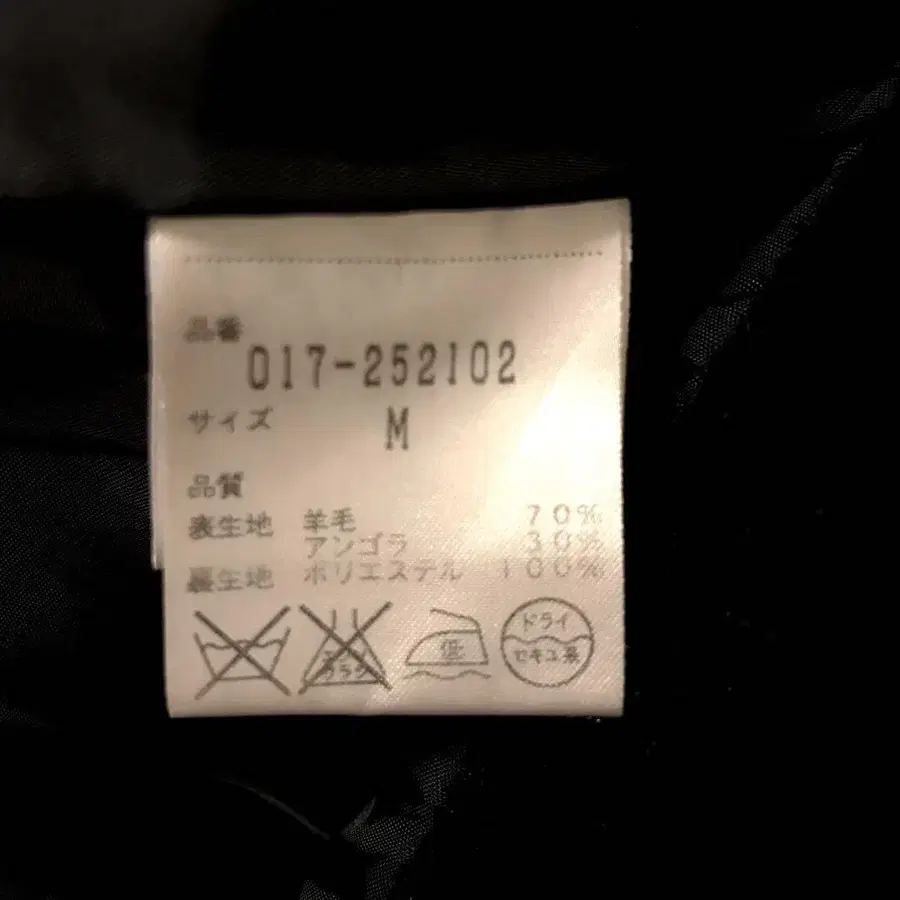 品番
017-252102
サイズ M
品質
表生地 羊毛 70%
アンゴラ 30%
裏生地 ポリエステル 100%
低 ドライ
セキユ系